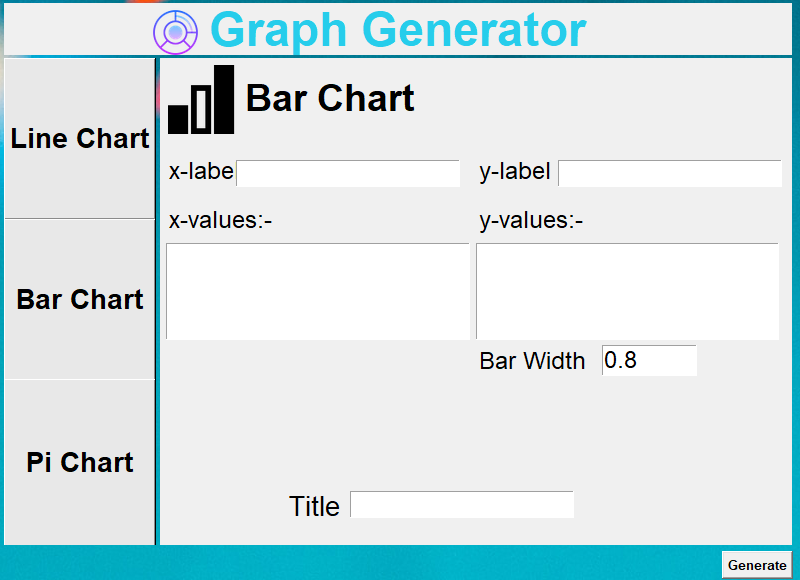 Graph Generator
Line Chart
Bar Chart
Pi Chart
Bar Chart
x-labe
y-label
x-values:-
y-values:-
Bar Width 0.8
Title
Generate